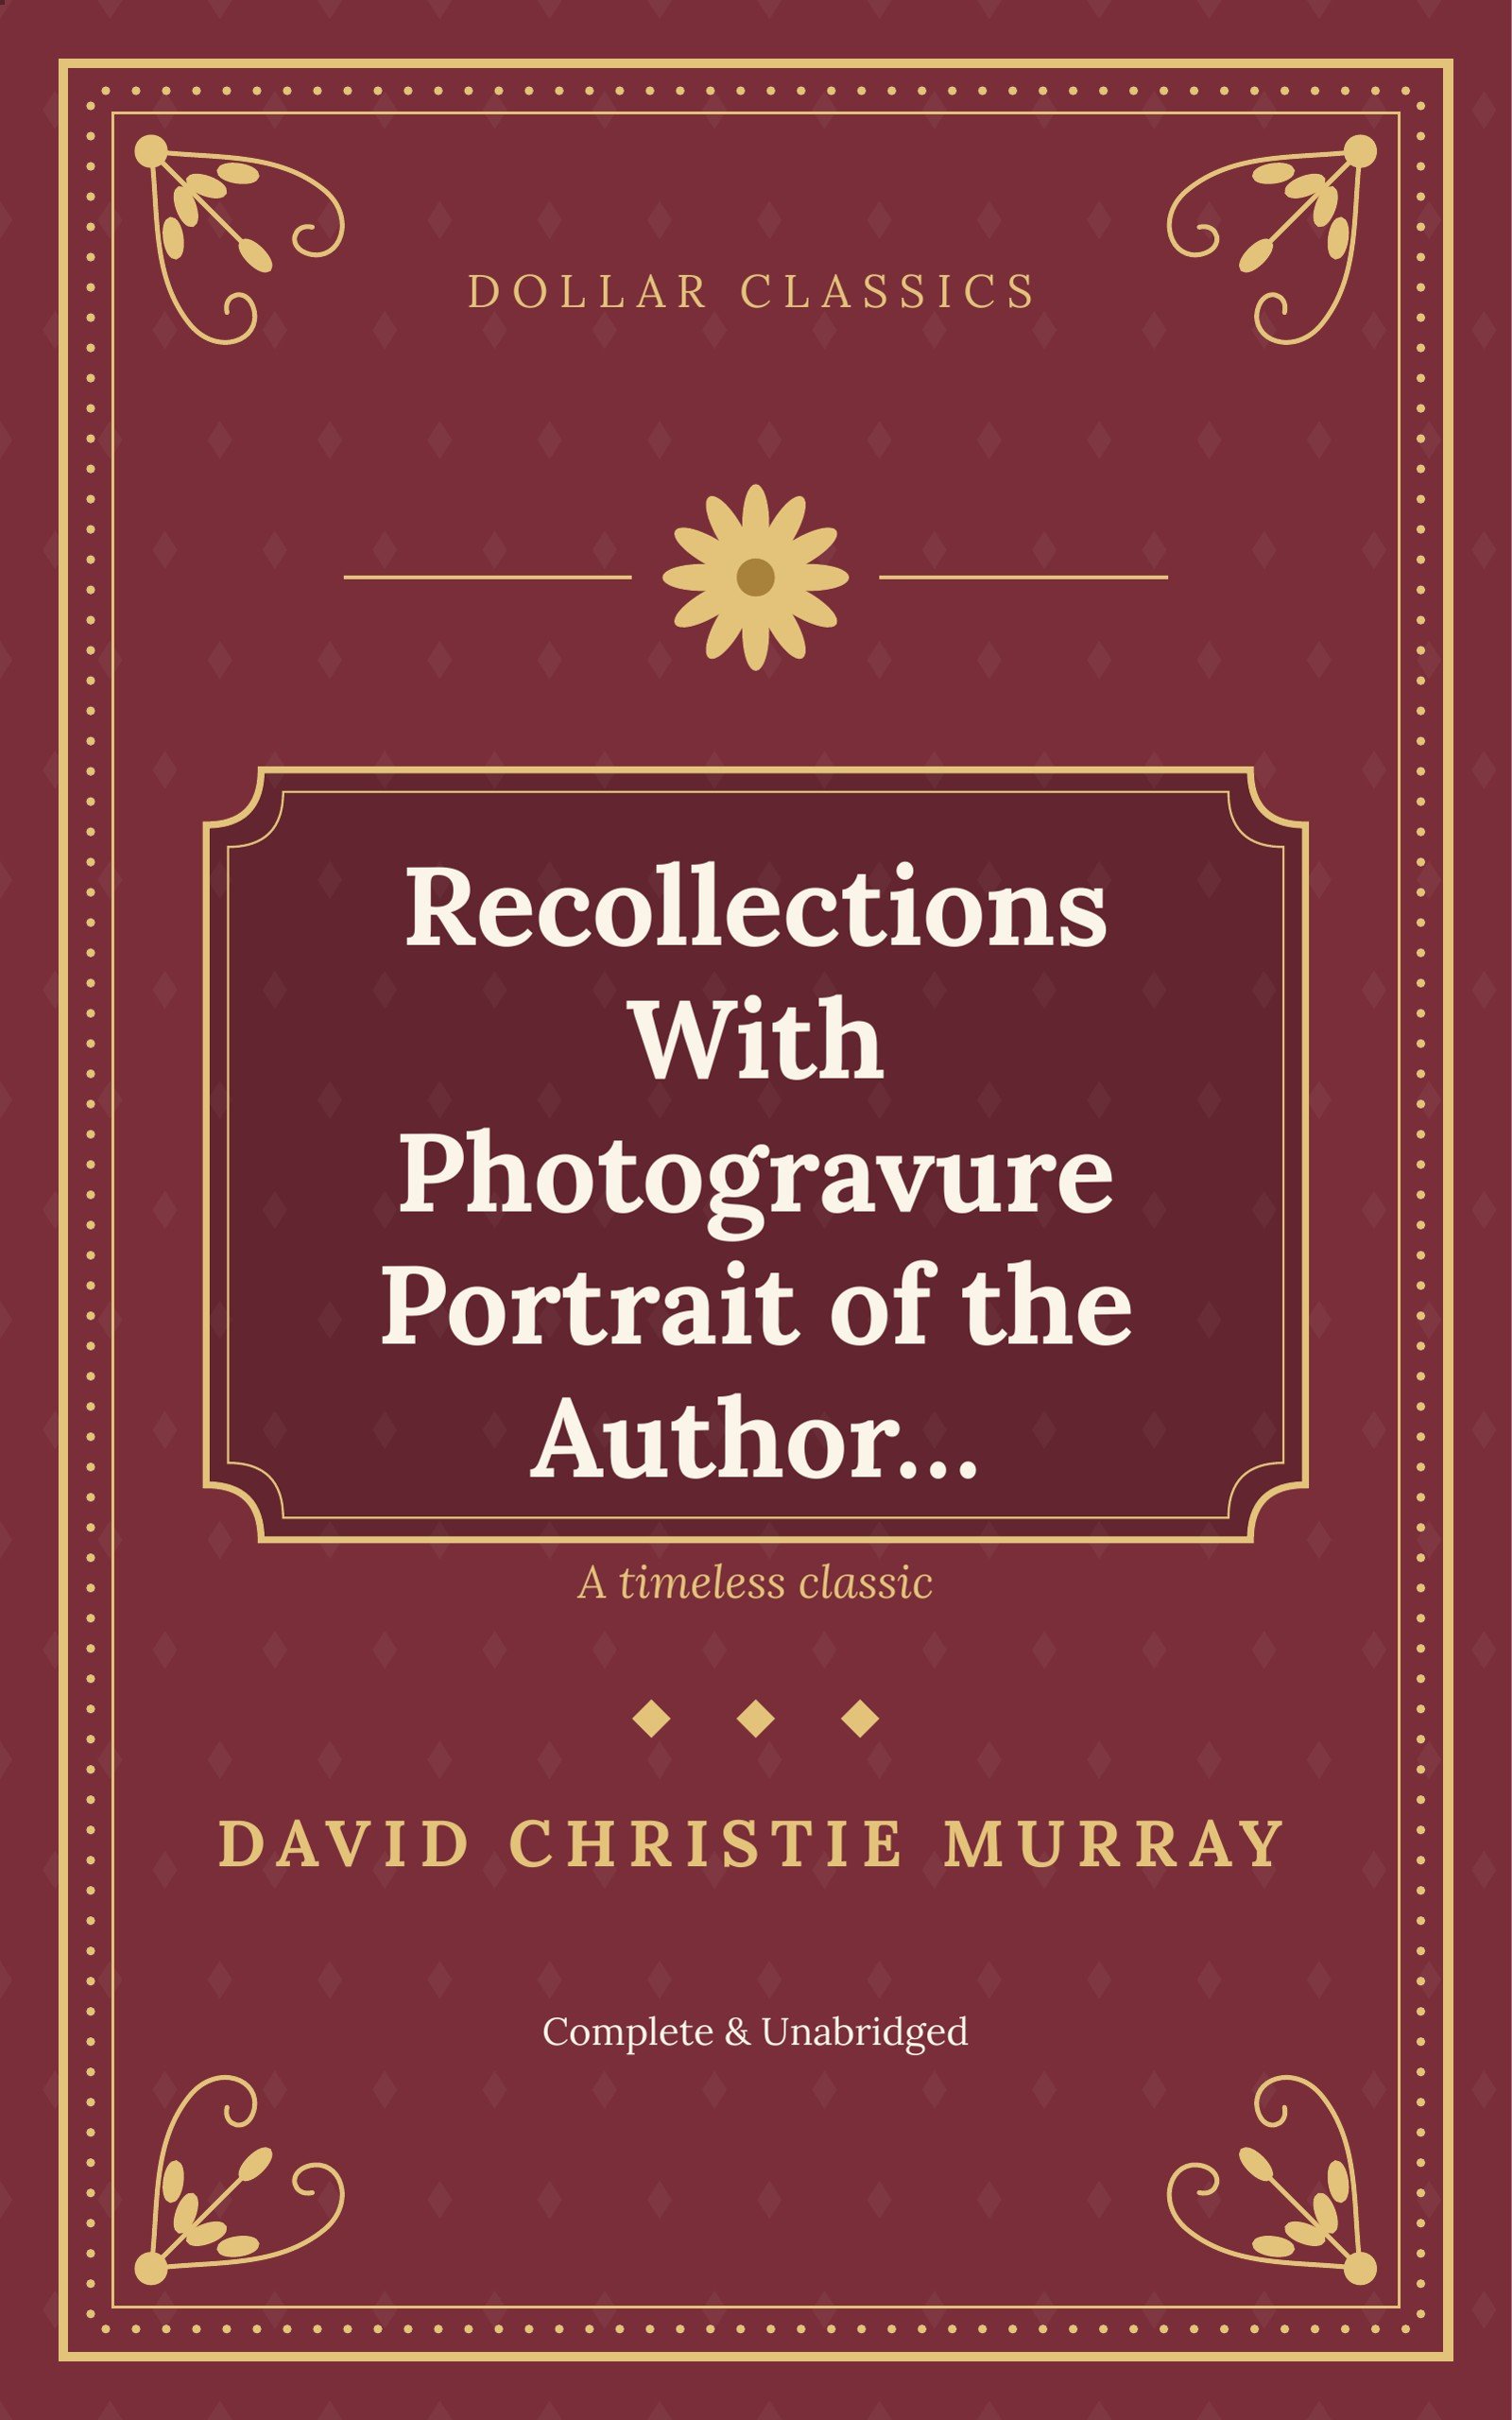 DOLLAR CLASSICS
Recollections
With
Photogravure
Portrait of the
Author...
A timeless classic
DAVID CHRISTIE MURRAY
Complete & Unabridged